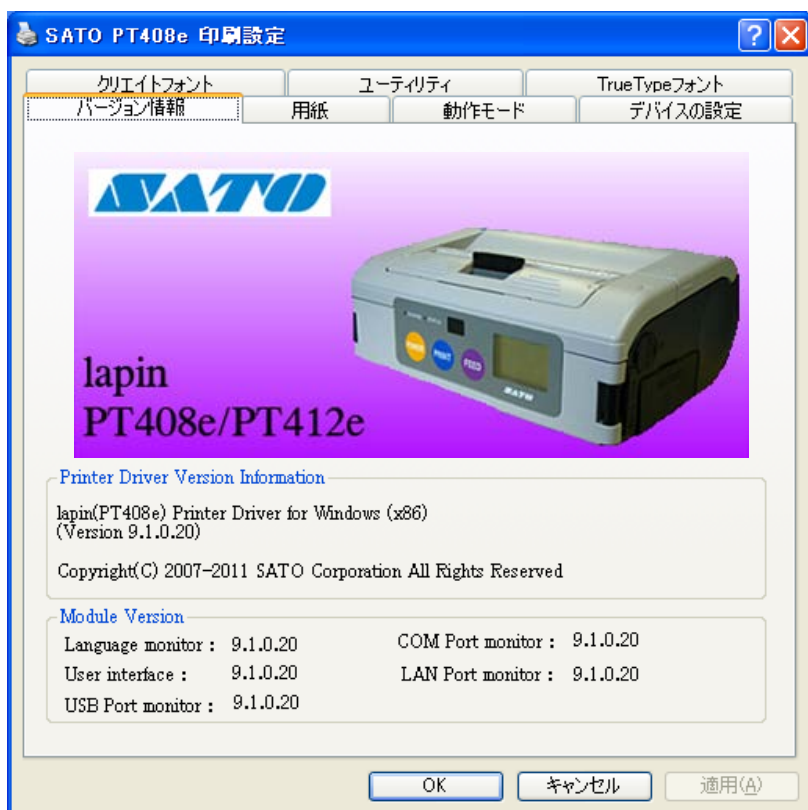 SATO PT408e 印刷設定
クリエイトフォント
ユーティリティ
TrueTypeフォント
バージョン情報
用紙
動作モード
デバイスの設定
SATO
POWER
PRINT
FEED
SATO
lapin
PT408e/PT412e
Printer Driver Version Information
lapin(PT408e) Printer Driver for Windows (x86)
(Version 9.1.0.20)
Copyright(C) 2007-2011 SATO Corporation All Rights Reserved
Module Version
Language monitor : 9.1.0.20
COM Port monitor : 9.1.0.20
User interface : 9.1.0.20
LAN Port monitor : 9.1.0.20
USB Port monitor : 9.1.0.20
OK
キャンセル
適用(A)